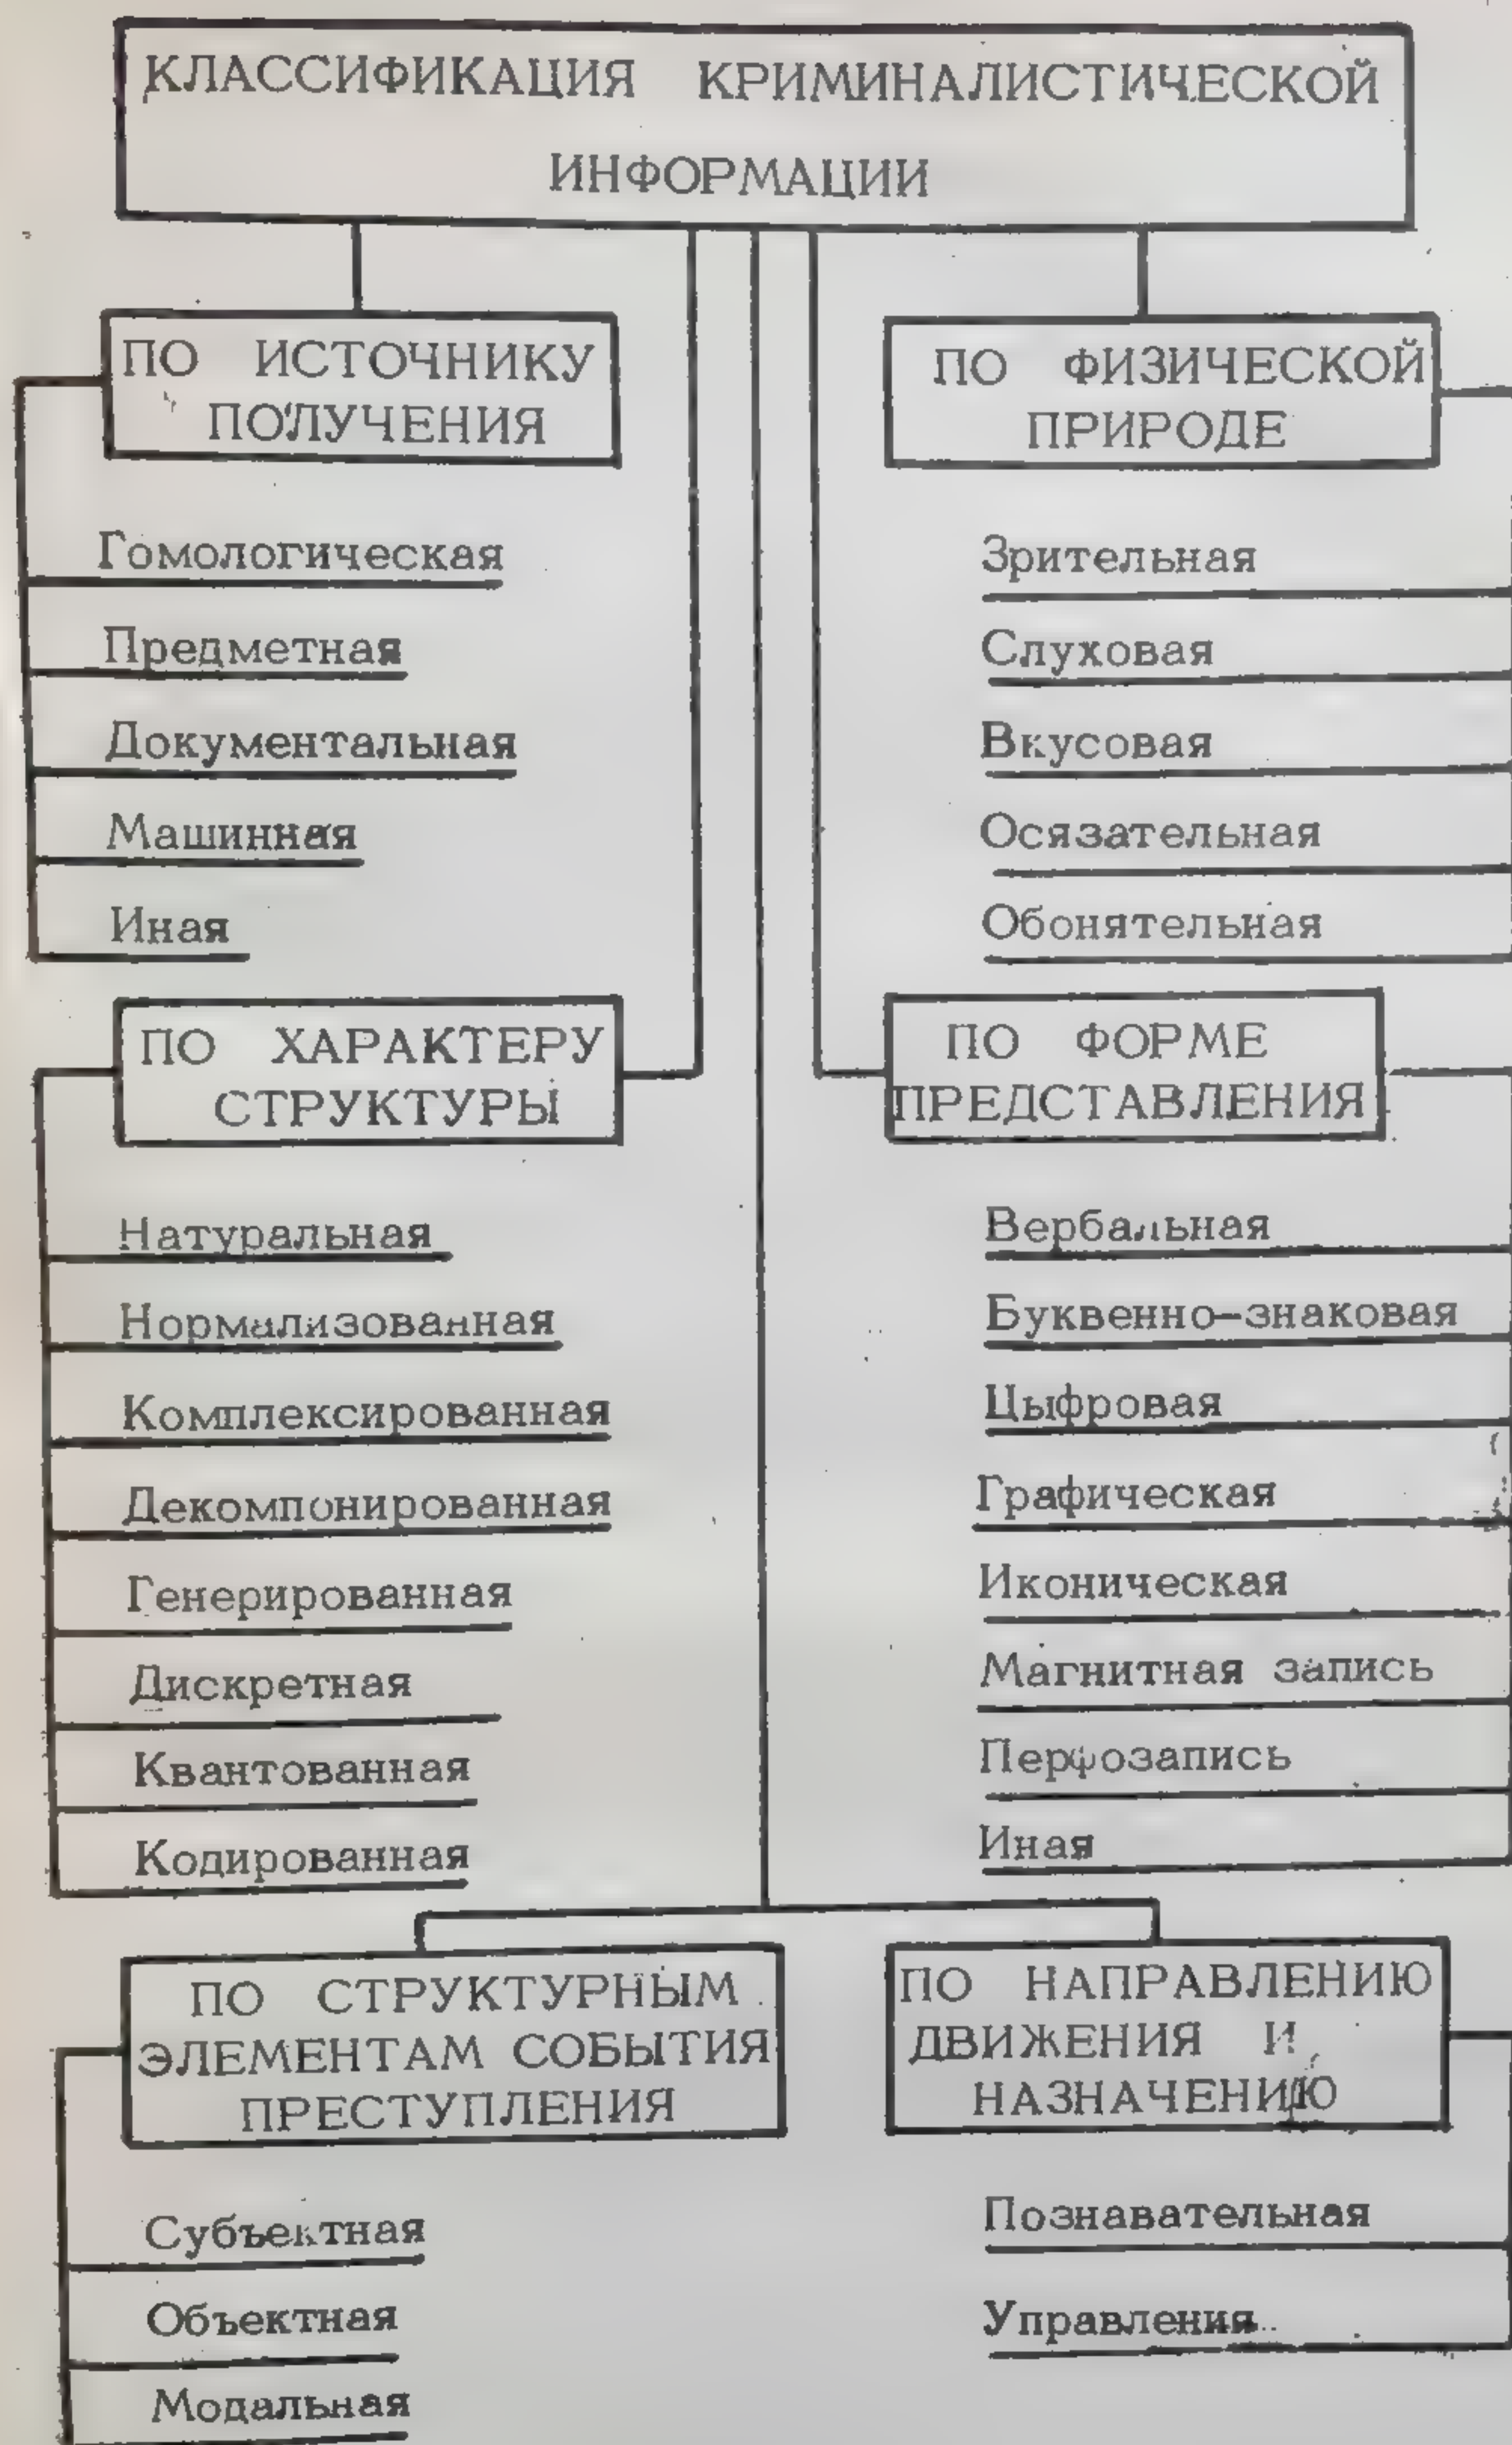 КЛАССИФИКАЦИЯ КРИМИНАЛИСТИЧЕСКОЙ
ИНФОРМАЦИИ
ПО ИСТОЧНИКУ
ПОЛУЧЕНИЯ
Гомологическая
Предметная
Документальная
Машинная
Иная
ПО ФИЗИЧЕСКОЙ
ПРИРОДЕ
Зрительная
Слуховая
Вкусовая
Осязательная
Обонятельная
ПО ХАРАКТЕРУ
СТРУКТУРЫ
Натуральная
Нормализованная
Комплексированная
Декомпонированная
Генерированная
Дискретная
Квантованная
Кодированная
ПО ФОРМЕ
ПРЕДСТАВЛЕНИЯ
Вербальная
Буквенно-знаковая
Цыфровая
Графическая
Иконическая
Магнитная запись
Перфозапись
Иная
ПО СТРУКТУРНЫМ
ЭЛЕМЕНТАМ СОБЫТИЯ
ПРЕСТУПЛЕНИЯ
Субъектная
Объектная
Модальная
ПО НАПРАВЛЕНИЮ
ДВИЖЕНИЯ И
НАЗНАЧЕНИЮ
Познавательная
Управления